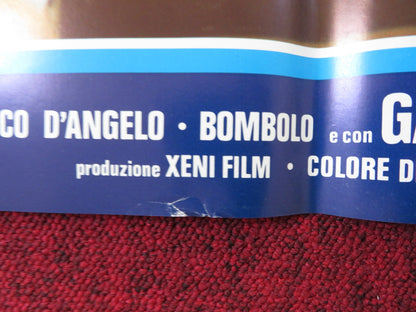 CO D'ANGELO • BOMBOLO e con GA
produzione XENI FILM • COLORE D